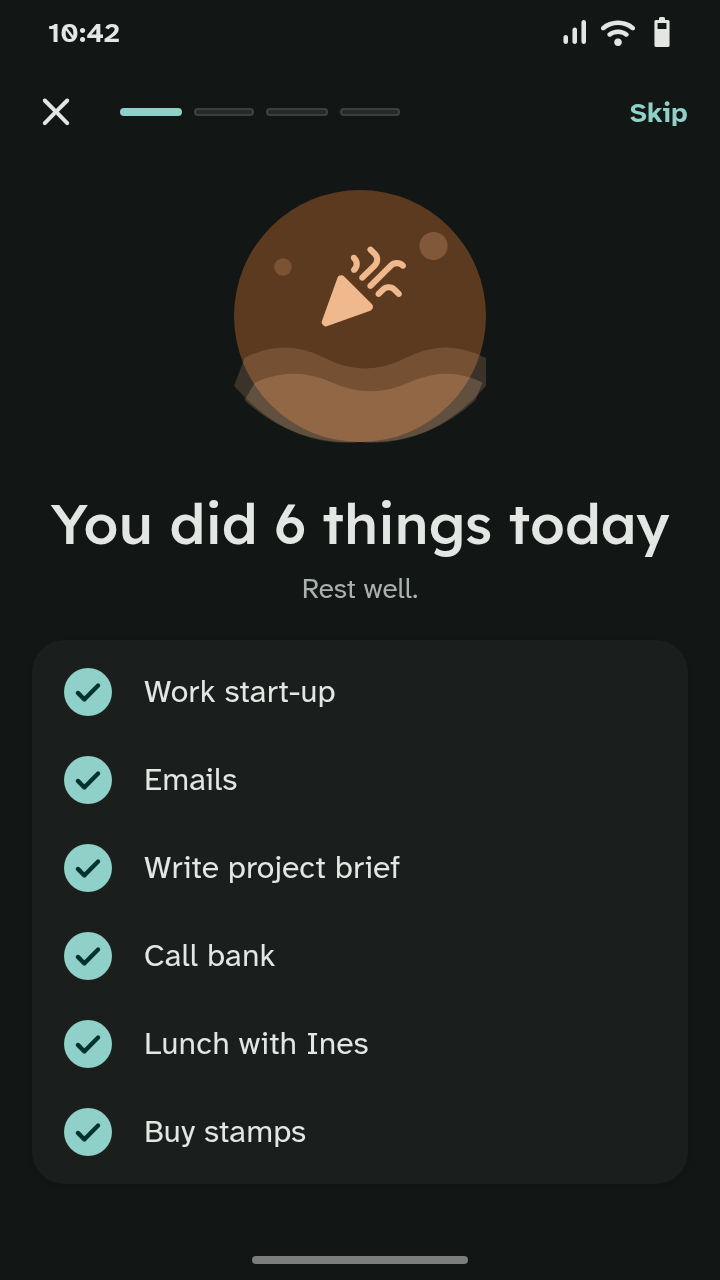 10:42
Skip
You did 6 things today
Rest well.
Work start-up
Emails
Write project brief
Call bank
Lunch with Ines
Buy stamps